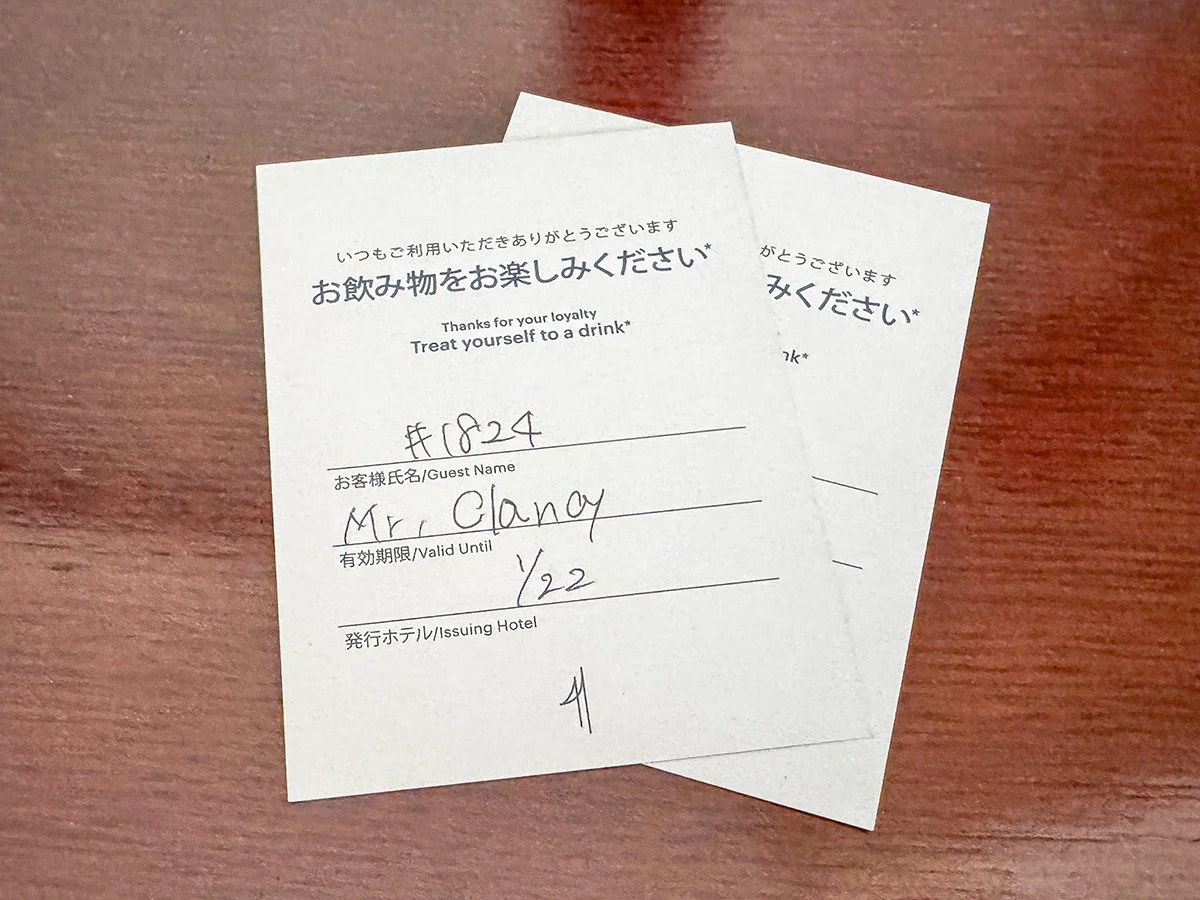 いつもご利用いただきありがとうございます
お飲み物をお楽しみください*
Thanks for your loyalty
Treat yourself to a drink*
#1824
お客様氏名/Guest Name
Mr. Clancy
有効期限/Valid Until
1/22
発行ホテル/Issuing Hotel
がとうございます
みください*
nk*